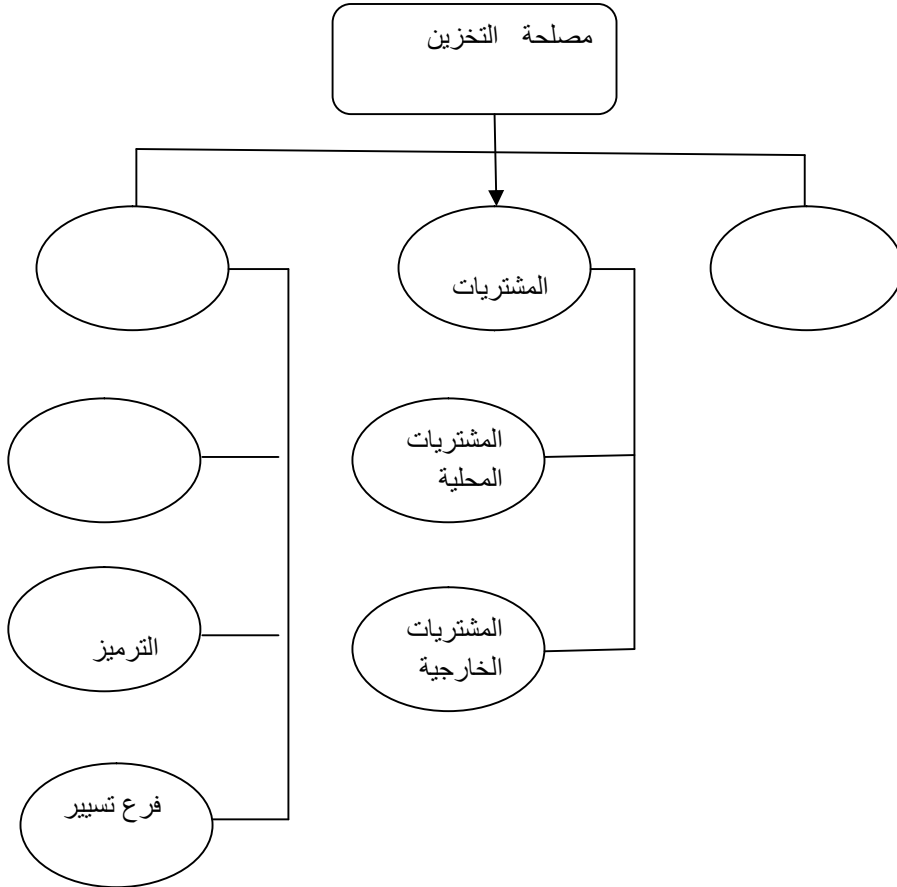 مصلحة التخزين
المشتريات
المشتريات
المحلية
المشتريات
الخارجية
الترميز
فرع تسيير